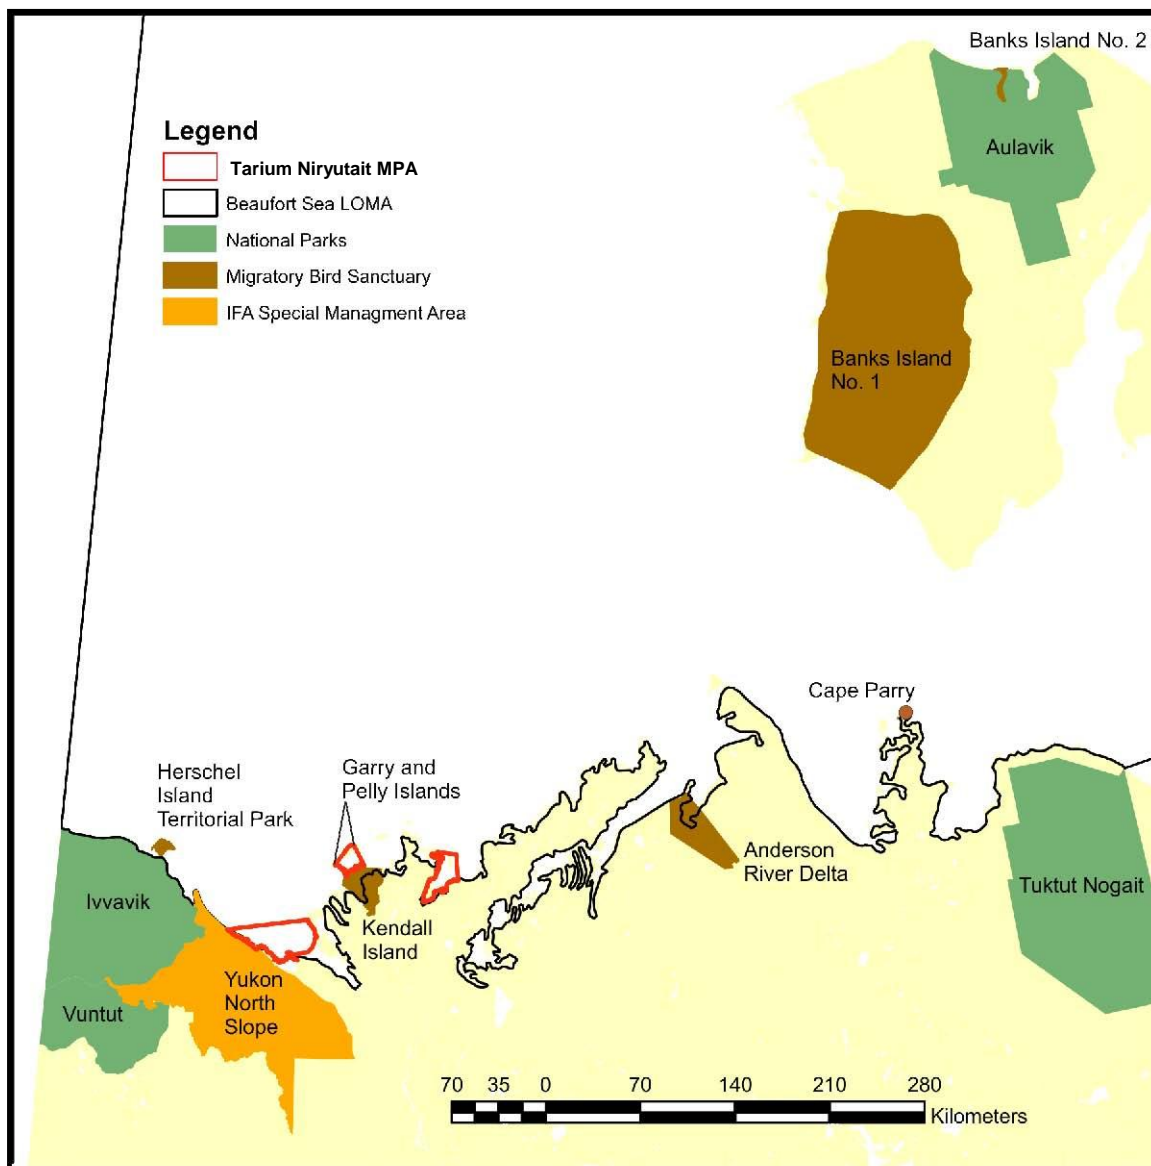 Banks Island No. 2
Legend
Tarium Niryutait MPA
Beaufort Sea LOMA
National Parks
Migratory Bird Sanctuary
IFA Special Managment Area
Aulavik
Banks Island
No. 1
Cape Parry
Herschel
Island
Territorial Park
Garry and
Pelly Islands
Anderson
River Delta
Tuktut Nogait
Ivvavik
Kendall
Island
Yukon
North
Slope
Vuntut
70 35 0 70 140 210 280
Kilometers